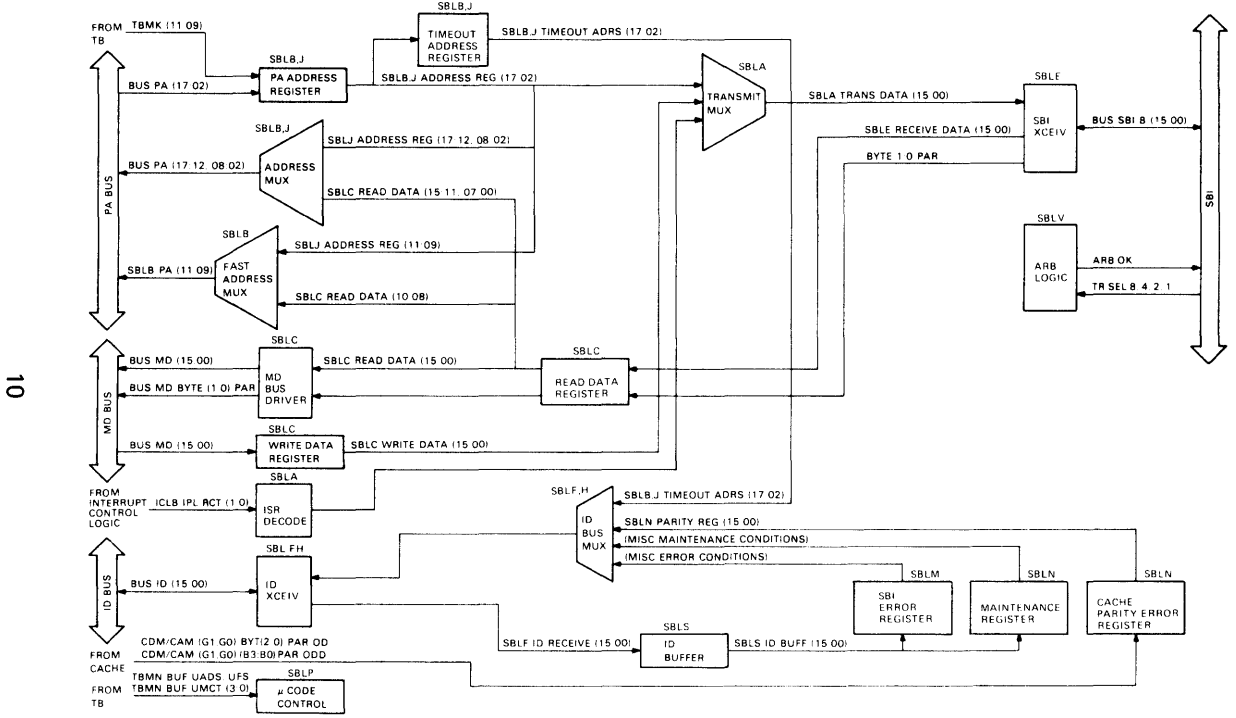 SBLB,J
FROM TB
TBMK (11 09)
TIMEOUT ADDRESS REGISTER
SBLB,J TIMEOUT ADRS (17 02)
SBLB,J
PA ADDRESS REGISTER
BUS PA (17 02)
SBLB,J ADDRESS REG (17 02)
SBLA
TRANSMIT MUX
SBLA TRANS DATA (15 00)
SBLE
SBI XCEIV
BUS SBI B (15 00)
SBLE RECEIVE DATA (15 00)
BYTE 1 0 PAR
SBI
SBLB,J
ADDRESS MUX
SBLJ ADDRESS REG (17 12, 08 02)
BUS PA (17 12, 08 02)
SBLC READ DATA (15 11, 07 00)
PA BUS
SBLB
FAST ADDRESS MUX
SBLJ ADDRESS REG (11 09)
SBLB PA (11 09)
SBLC READ DATA (10 08)
SBLV
ARB LOGIC
ARB OK
TR SEL 8 4, 2, 1
MD BUS
BUS MD (15 00)
SBLC
MD BUS DRIVER
SBLC READ DATA (15 00)
SBLC
READ DATA REGISTER
BUS MD BYTE (1 0) PAR
BUS MD (15 00)
SBLC
WRITE DATA REGISTER
SBLC WRITE DATA (15 00)
10
FROM INTERRUPT CONTROL LOGIC
ICLB IPL RCT (1 0)
SBLA
ISR DECODE
SBLF,H
ID BUS MUX
SBLB,J TIMEOUT ADRS (17 02)
SBLN PARITY REG (15 00)
(MISC MAINTENANCE CONDITIONS)
(MISC ERROR CONDITIONS)
ID BUS
BUS ID (15 00)
SBL FH
ID XCEIV
SBLM
SBI ERROR REGISTER
SBLN
MAINTENANCE REGISTER
SBLN
CACHE PARITY ERROR REGISTER
SBLF ID RECEIVE (15 00)
SBLS
ID BUFFER
SBLS ID BUFF (15 00)
FROM CACHE
CDM/CAM (G1 G0) BYT(2 0) PAR OD
CDM/CAM (G1 G0) (B3 B0) PAR ODD
FROM TB
TBMN BUF UADS UFS
TBMN BUF UMCT (3 0)
SBLP
μ CODE CONTROL